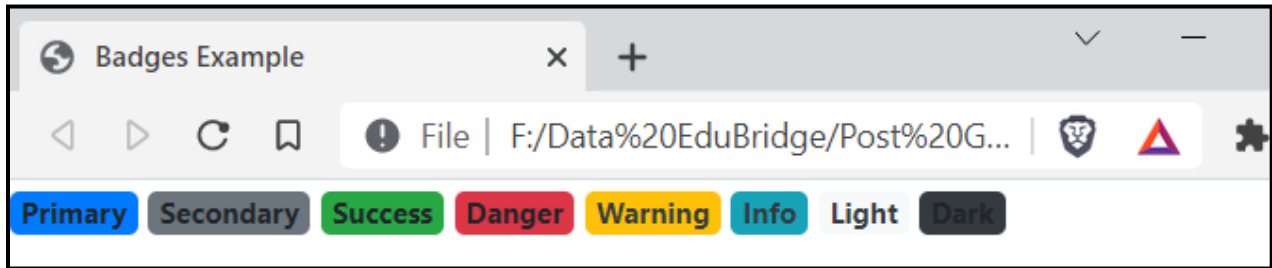 Badges Example
File | F:/Data%20EduBridge/Post%20G...
Primary Secondary Success Danger Warning Info Light Dark